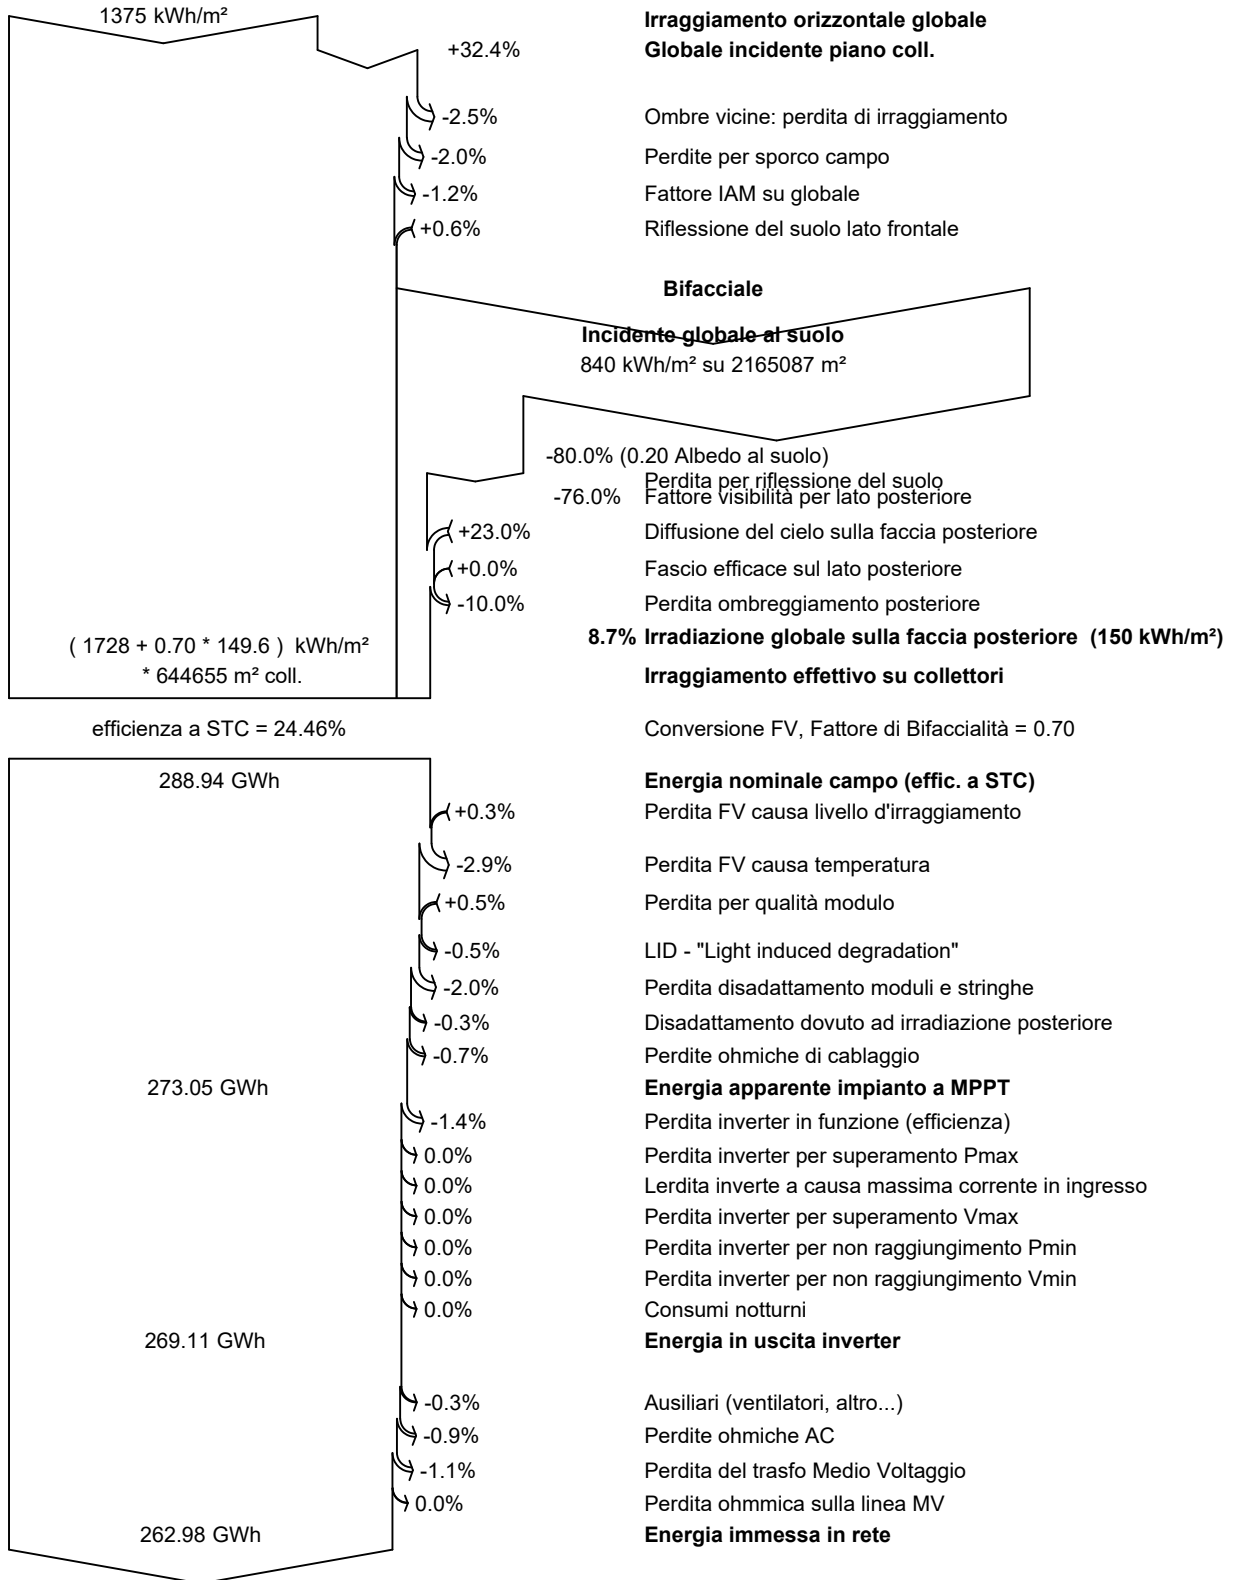 1375 kWh/m² Irraggiamento orizzontale globale
+32.4% Globale incidente piano coll.
-2.5% Ombre vicine: perdita di irraggiamento
-2.0% Perdite per sporco campo
-1.2% Fattore IAM su globale
+0.6% Riflessione del suolo lato frontale
Bifacciale
Incidente globale al suolo
840 kWh/m² su 2165087 m²
-80.0% (0.20 Albedo al suolo)
Perdita per riflessione del suolo
-76.0% Fattore visibilità per lato posteriore
+23.0% Diffusione del cielo sulla faccia posteriore
+0.0% Fascio efficace sul lato posteriore
-10.0% Perdita ombreggiamento posteriore
8.7% Irradiazione globale sulla faccia posteriore (150 kWh/m²)
( 1728 + 0.70 * 149.6 ) kWh/m²
* 644655 m² coll. Irraggiamento effettivo su collettori
efficienza a STC = 24.46% Conversione FV, Fattore di Bifaccialità = 0.70
288.94 GWh Energia nominale campo (effic. a STC)
+0.3% Perdita FV causa livello d'irraggiamento
-2.9% Perdita FV causa temperatura
+0.5% Perdita per qualità modulo
-0.5% LID - "Light induced degradation"
-2.0% Perdita disadattamento moduli e stringhe
-0.3% Disadattamento dovuto ad irradiazione posteriore
-0.7% Perdite ohmiche di cablaggio
273.05 GWh Energia apparente impianto a MPPT
-1.4% Perdita inverter in funzione (efficienza)
0.0% Perdita inverter per superamento Pmax
0.0% Lerdita inverte a causa massima corrente in ingresso
0.0% Perdita inverter per superamento Vmax
0.0% Perdita inverter per non raggiungimento Pmin
0.0% Perdita inverter per non raggiungimento Vmin
0.0% Consumi notturni
269.11 GWh Energia in uscita inverter
-0.3% Ausiliari (ventilatori, altro...)
-0.9% Perdite ohmiche AC
-1.1% Perdita del trasfo Medio Voltaggio
0.0% Perdita ohmmica sulla linea MV
262.98 GWh Energia immessa in rete